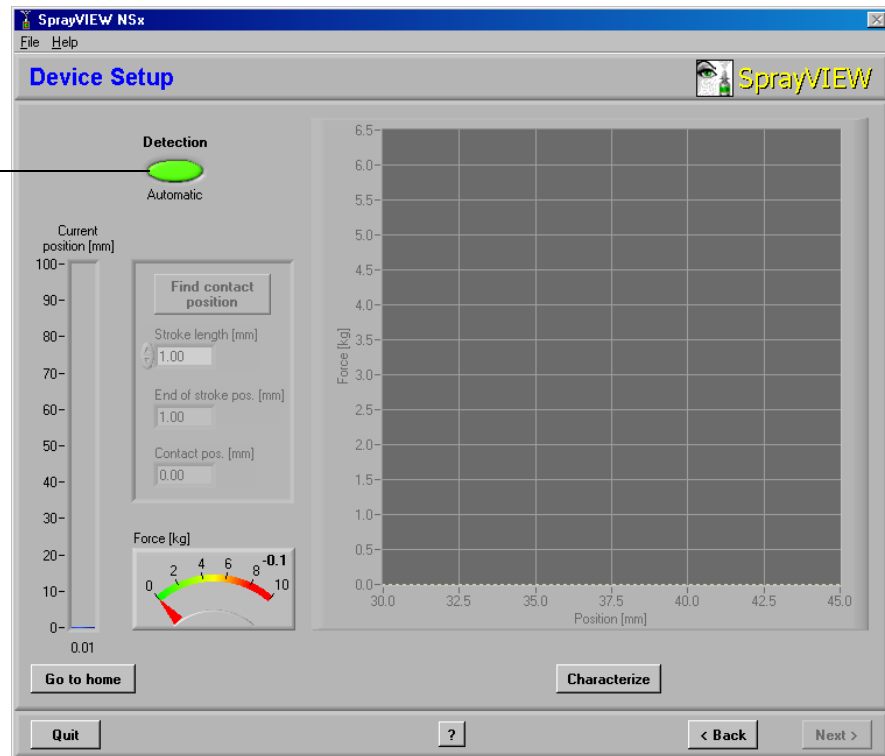 SprayVIEW NSx
File Help
Device Setup
SprayVIEW
Detection
Automatic
Current
position [mm]
100
90
80
70
60
50
40
30
20
10
0
0.01
Find contact
position
Stroke length [mm]
1.00
End of stroke pos. [mm]
1.00
Contact pos. [mm]
0.00
Force [kg]
0 2 4 6 8 10
-0.1
Force [kg]
6.5
6.0
5.5
5.0
4.5
4.0
3.5
3.0
2.5
2.0
1.5
1.0
0.5
0.0
30.0 32.5 35.0 37.5 40.0 42.5 45.0
Position [mm]
Go to home
Characterize
Quit
?
< Back
Next >